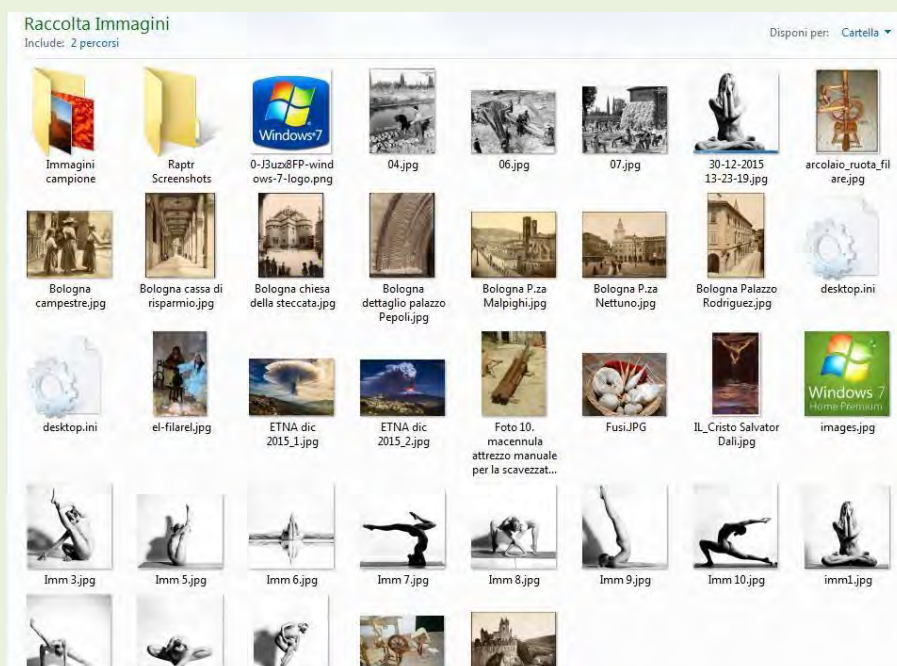 Raccolta Immagini
Include: 2 percorsi
Disponi per: Cartella
Windows 7
Immagini
campione
Raptr
Screenshots
0-J3uzx8FP-wind
ows-7-logo.png
04.jpg
06.jpg
07.jpg
30-12-2015
13-23-19.jpg
arcolaio_ruota_fil
are.jpg
Bologna
campestre.jpg
Bologna cassa di
risparmio.jpg
Bologna chiesa
della steccata.jpg
Bologna
dettaglio palazzo
Pepoli.jpg
Bologna P.za
Malpighi.jpg
Bologna P.za
Nettuno.jpg
Bologna Palazzo
Rodriguez.jpg
desktop.ini
Windows 7
Home Premium
desktop.ini
el-filarel.jpg
ETNA dic
2015_1.jpg
ETNA dic
2015_2.jpg
Foto 10.
macennula
attrezzo manuale
per la scavezzat...
Fusi.JPG
IL_Cristo Salvator
Dalì.jpg
images.jpg
Imm 3.jpg
Imm 5.jpg
Imm 6.jpg
Imm 7.jpg
Imm 8.jpg
Imm 9.jpg
Imm 10.jpg
imm1.jpg